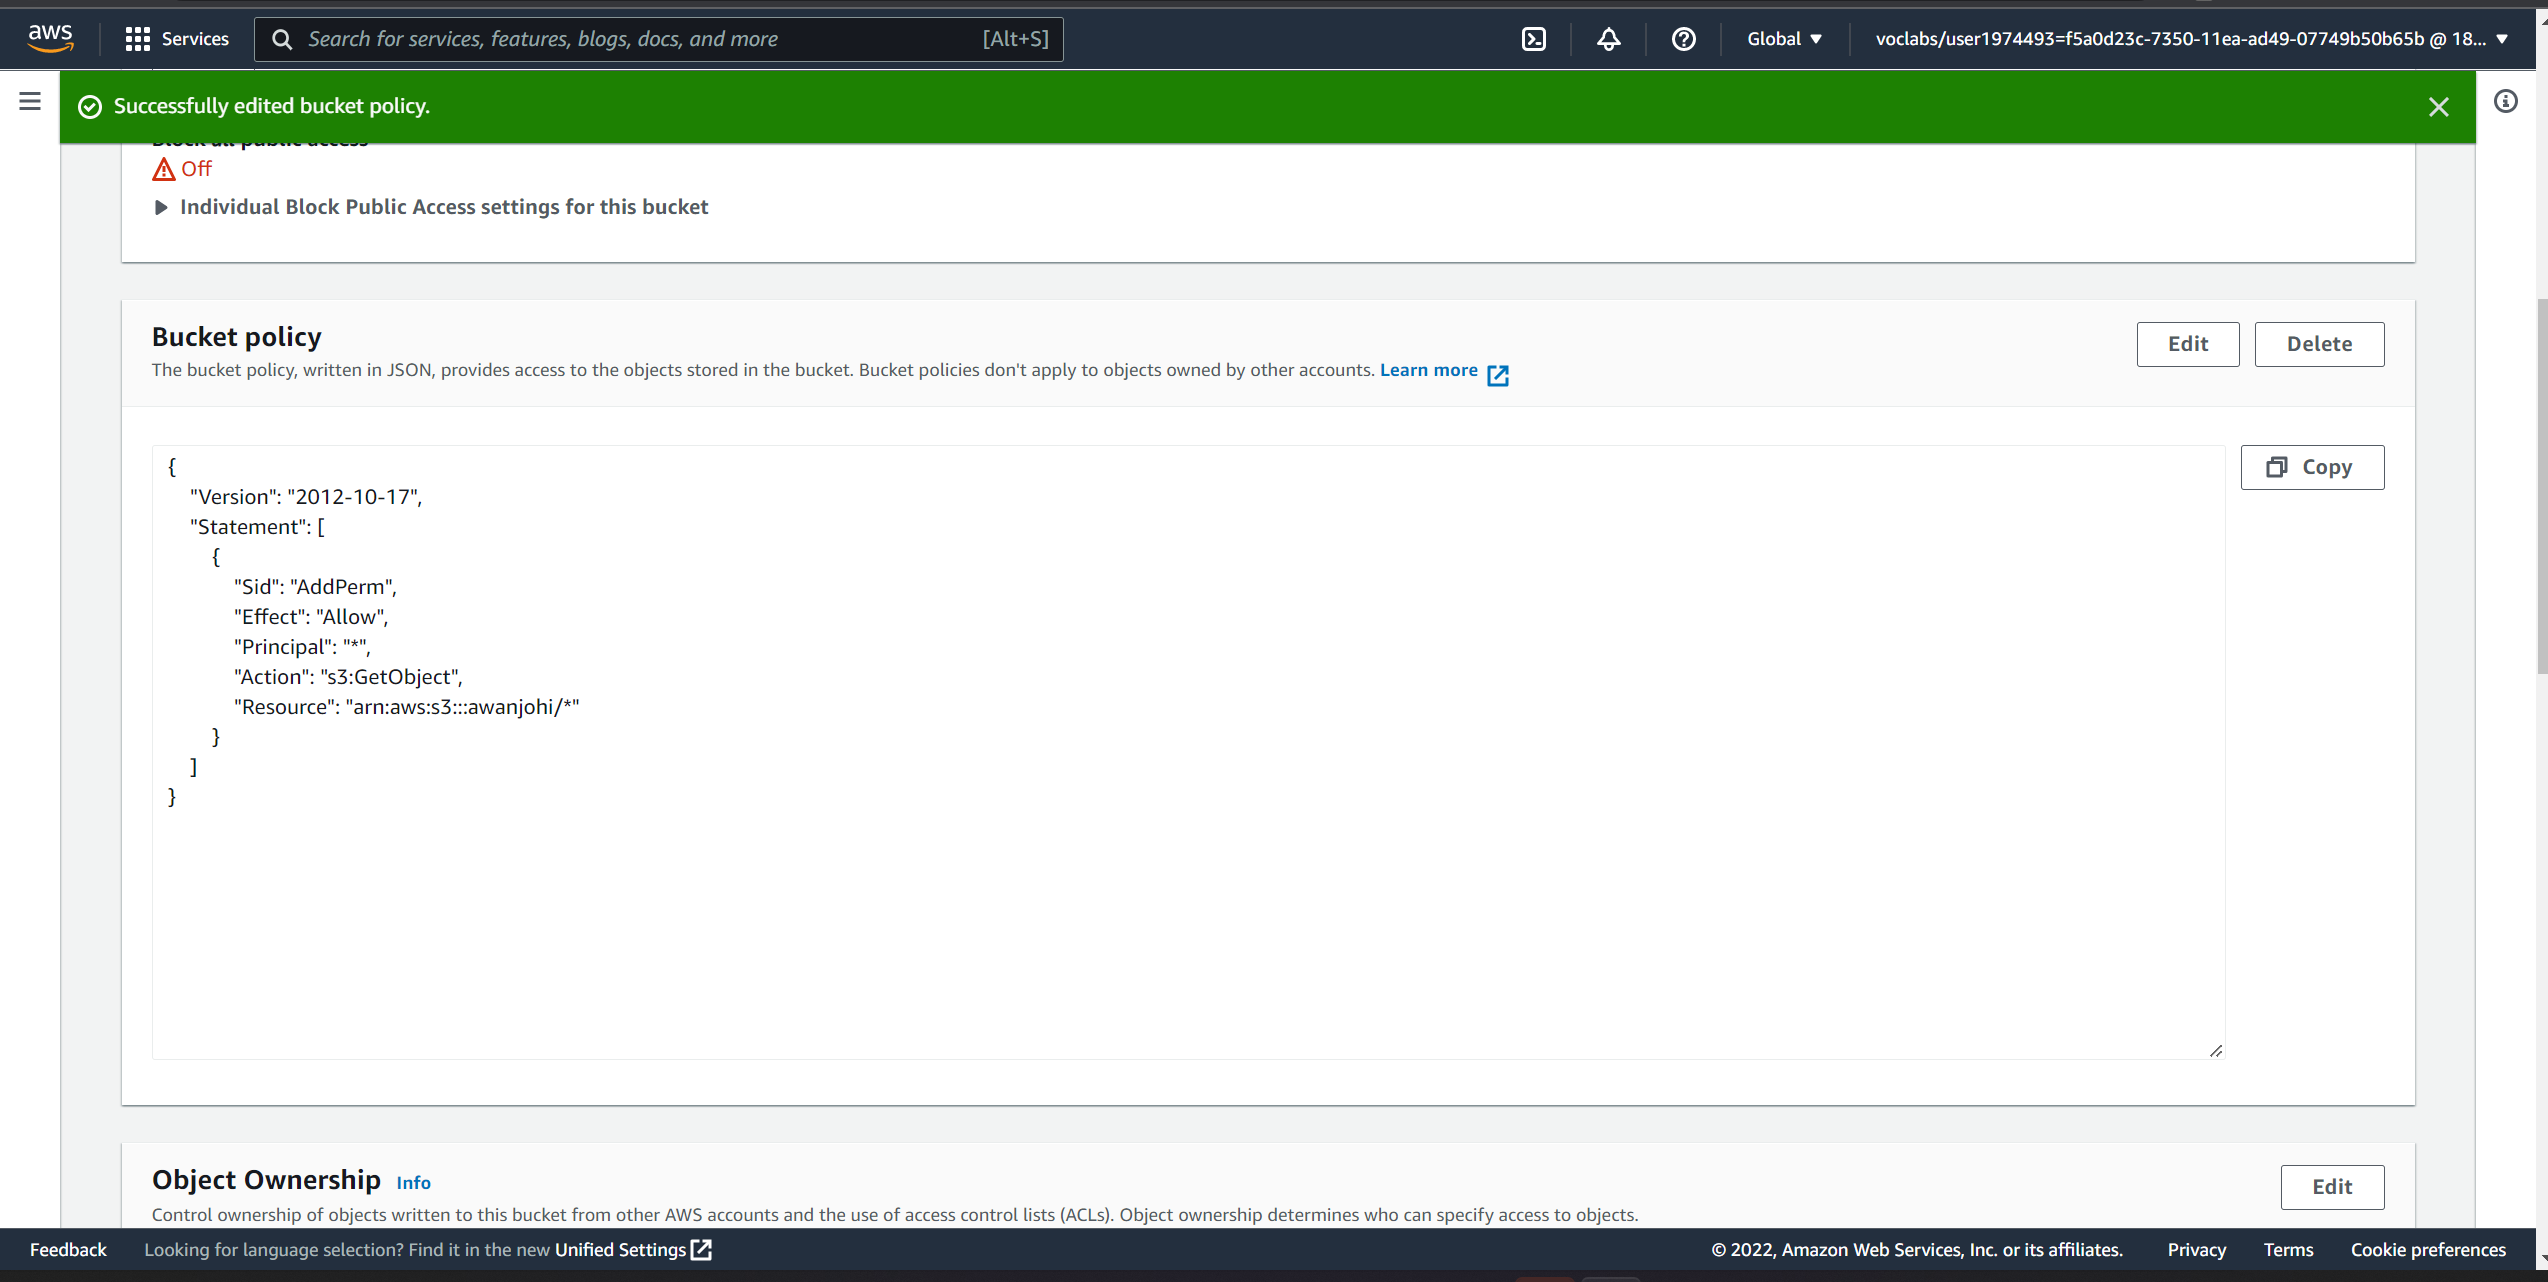 aws
Services
Search for services, features, blogs, docs, and more
[Alt+S]
Global
voclabs/user1974493=f5a0d23c-7350-11ea-ad49-07749b50b65b @ 18...
Successfully edited bucket policy.
Block all public access
Off
Individual Block Public Access settings for this bucket
Bucket policy
Edit
Delete
The bucket policy, written in JSON, provides access to the objects stored in the bucket. Bucket policies don't apply to objects owned by other accounts. Learn more
{
"Version": "2012-10-17",
"Statement": [
{
"Sid": "AddPerm",
"Effect": "Allow",
"Principal": "*",
"Action": "s3:GetObject",
"Resource": "arn:aws:s3:::awanjohi/*"
}
]
}
Copy
Object Ownership Info
Edit
Control ownership of objects written to this bucket from other AWS accounts and the use of access control lists (ACLs). Object ownership determines who can specify access to objects.
Feedback
Looking for language selection? Find it in the new Unified Settings
© 2022, Amazon Web Services, Inc. or its affiliates.
Privacy
Terms
Cookie preferences